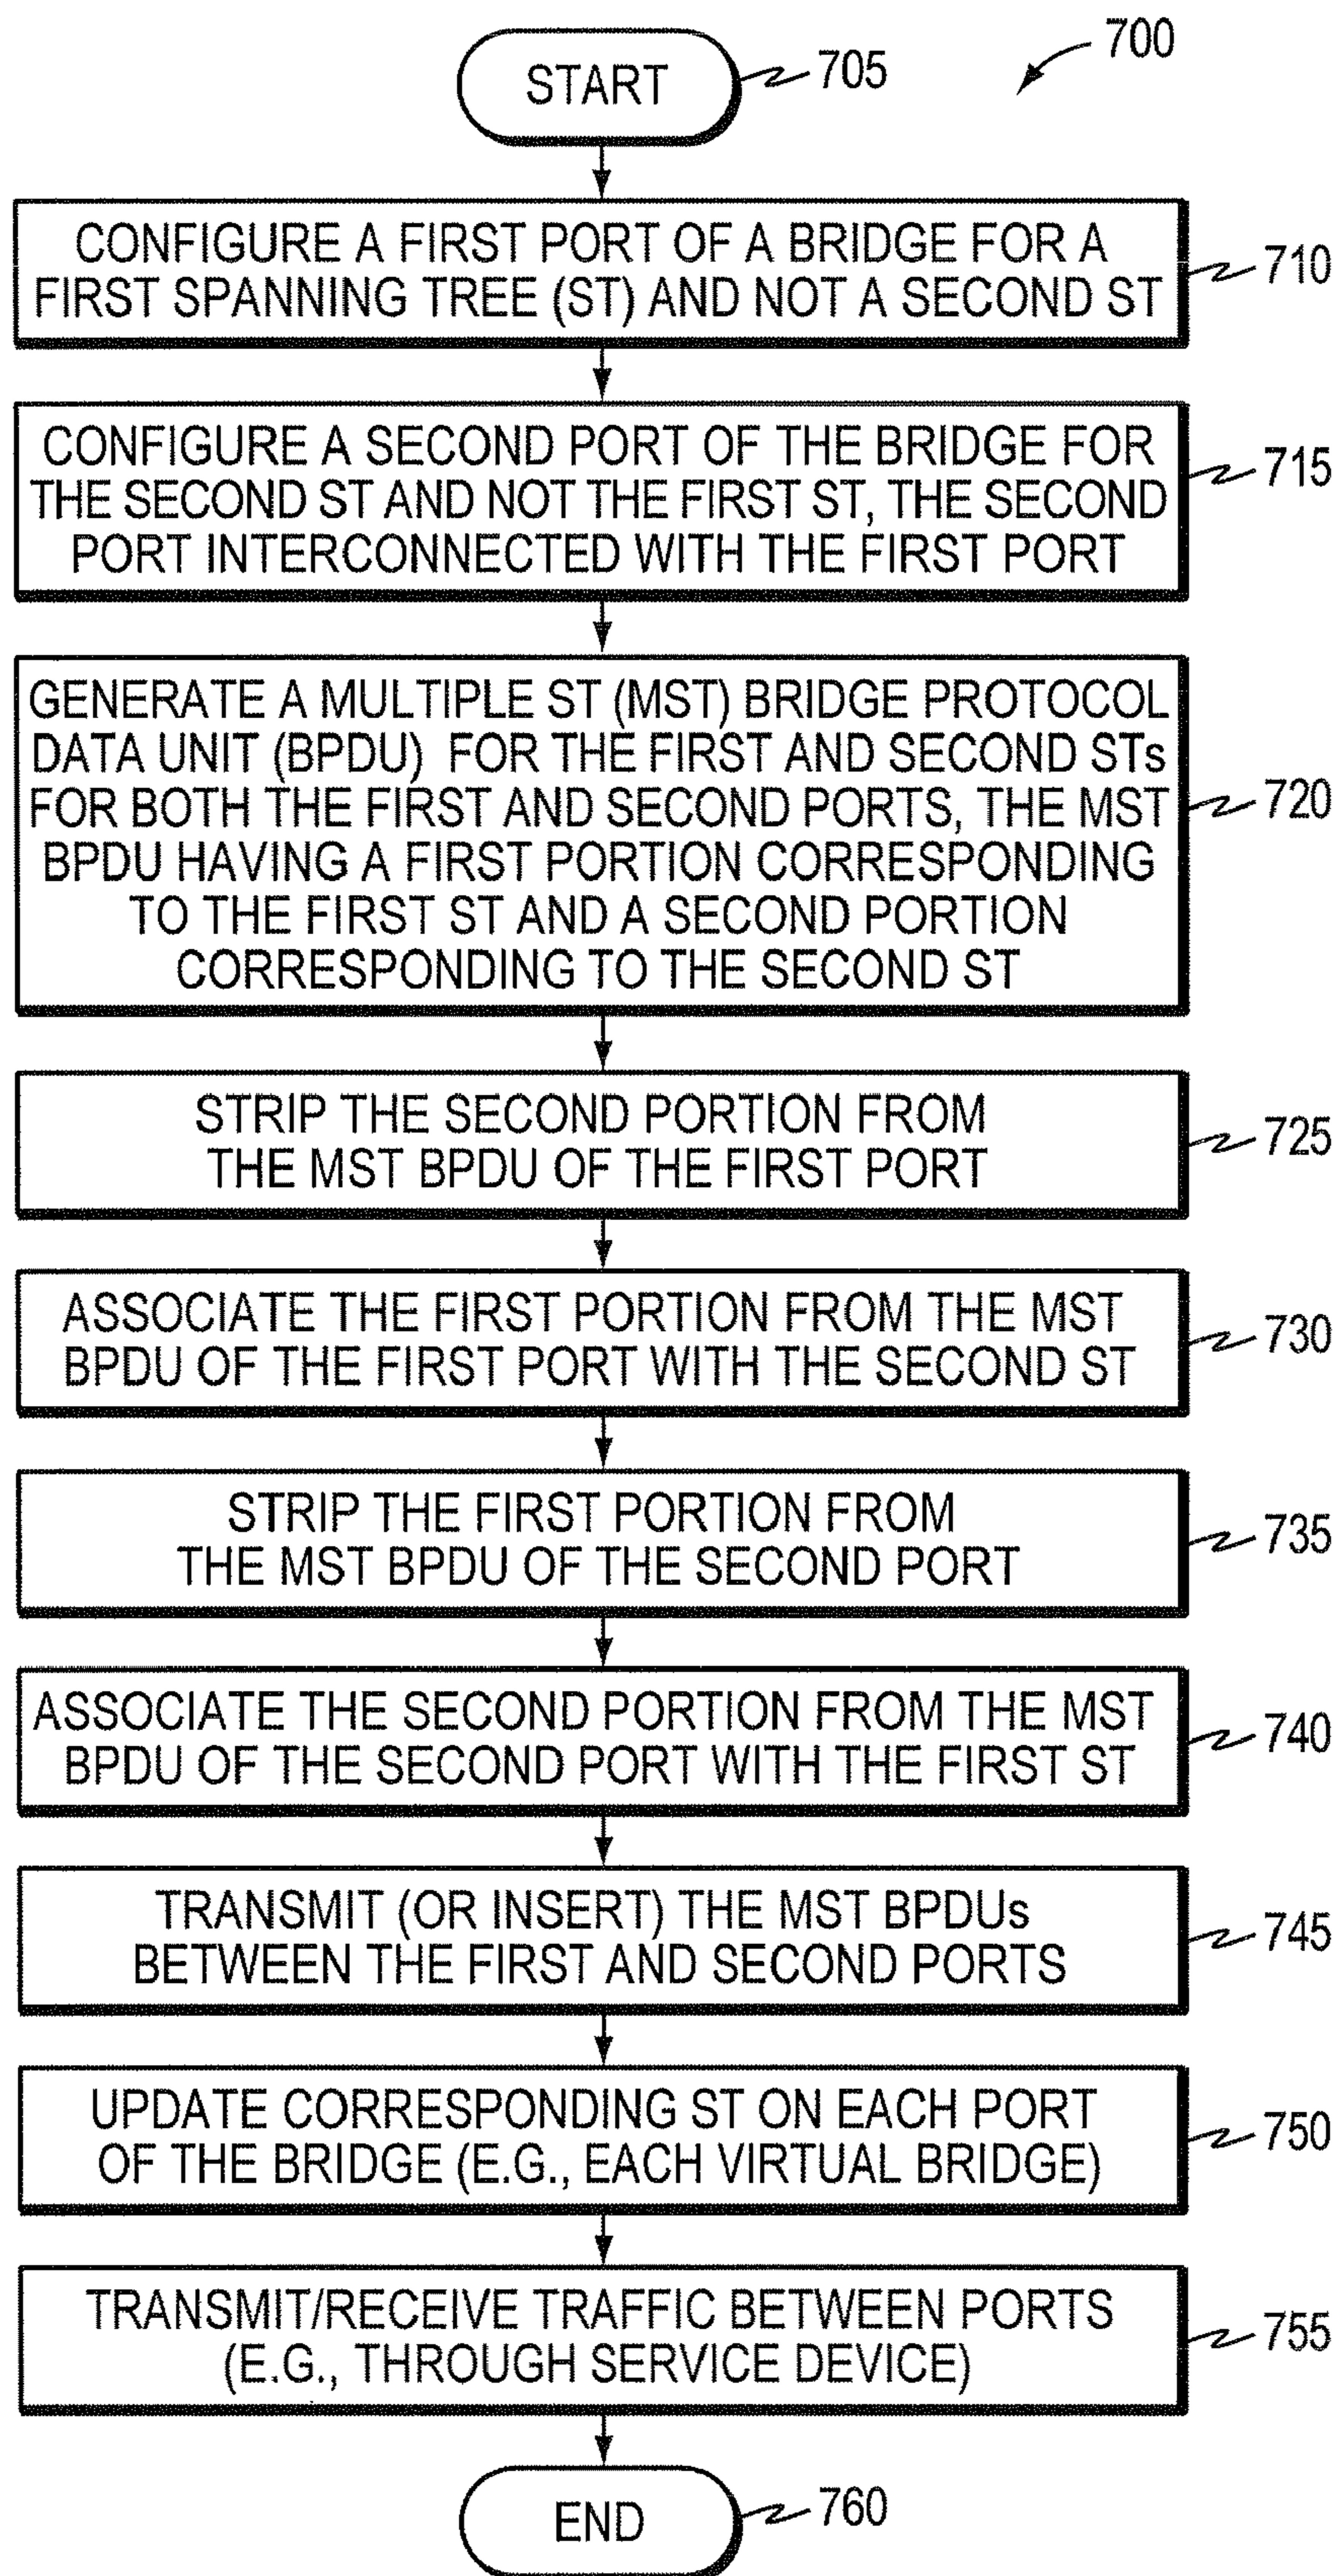 700
START
705
CONFIGURE A FIRST PORT OF A BRIDGE FOR A
FIRST SPANNING TREE (ST) AND NOT A SECOND ST
710
CONFIGURE A SECOND PORT OF THE BRIDGE FOR
THE SECOND ST AND NOT THE FIRST ST, THE SECOND
PORT INTERCONNECTED WITH THE FIRST PORT
715
GENERATE A MULTIPLE ST (MST) BRIDGE PROTOCOL
DATA UNIT (BPDU) FOR THE FIRST AND SECOND STs
FOR BOTH THE FIRST AND SECOND PORTS, THE MST
BPDU HAVING A FIRST PORTION CORRESPONDING
TO THE FIRST ST AND A SECOND PORTION
CORRESPONDING TO THE SECOND ST
720
STRIP THE SECOND PORTION FROM
THE MST BPDU OF THE FIRST PORT
725
ASSOCIATE THE FIRST PORTION FROM THE MST
BPDU OF THE FIRST PORT WITH THE SECOND ST
730
STRIP THE FIRST PORTION FROM
THE MST BPDU OF THE SECOND PORT
735
ASSOCIATE THE SECOND PORTION FROM THE MST
BPDU OF THE SECOND PORT WITH THE FIRST ST
740
TRANSMIT (OR INSERT) THE MST BPDUs
BETWEEN THE FIRST AND SECOND PORTS
745
UPDATE CORRESPONDING ST ON EACH PORT
OF THE BRIDGE (E.G., EACH VIRTUAL BRIDGE)
750
TRANSMIT/RECEIVE TRAFFIC BETWEEN PORTS
(E.G., THROUGH SERVICE DEVICE)
755
END
760